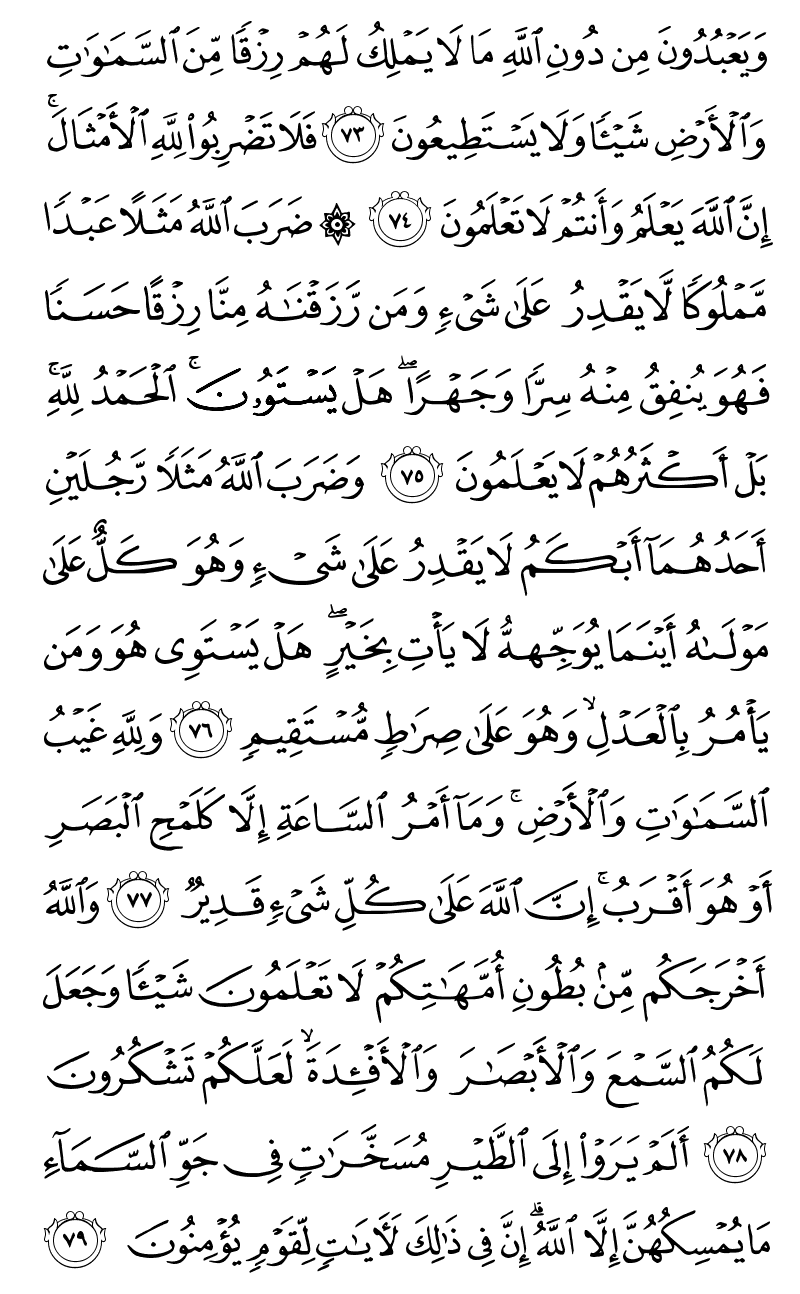 وَيَعْبُدُونَ مِن دُونِ ٱللَّهِ مَا لَا يَمْلِكُ لَهُمْ رِزْقًا مِّنَ ٱلسَّمَٰوَٰتِ
وَٱلْأَرْضِ شَيْـًٔا وَلَا يَسْتَطِيعُونَ ٧٣ فَلَا تَضْرِبُوا۟ لِلَّهِ ٱلْأَمْثَالَ ۚ
إِنَّ ٱللَّهَ يَعْلَمُ وَأَنتُمْ لَا تَعْلَمُونَ ٧٤ ۞ ضَرَبَ ٱللَّهُ مَثَلًا عَبْدًا
مَّمْلُوكًا لَّا يَقْدِرُ عَلَىٰ شَىْءٍ وَمَن رَّزَقْنَٰهُ مِنَّا رِزْقًا حَسَنًا
فَهُوَ يُنفِقُ مِنْهُ سِرًّا وَجَهْرًا ۖ هَلْ يَسْتَوُۥنَ ۚ ٱلْحَمْدُ لِلَّهِ ۚ
بَلْ أَكْثَرُهُمْ لَا يَعْلَمُونَ ٧٥ وَضَرَبَ ٱللَّهُ مَثَلًا رَّجُلَيْنِ
أَحَدُهُمَآ أَبْكَمُ لَا يَقْدِرُ عَلَىٰ شَىْءٍ وَهُوَ كَلٌّ عَلَىٰ
مَوْلَىٰهُ أَيْنَمَا يُوَجِّههُّ لَا يَأْتِ بِخَيْرٍ ۖ هَلْ يَسْتَوِى هُوَ وَمَن
يَأْمُرُ بِٱلْعَدْلِ ۙ وَهُوَ عَلَىٰ صِرَٰطٍ مُّسْتَقِيمٍ ٧٦ وَلِلَّهِ غَيْبُ
ٱلسَّمَٰوَٰتِ وَٱلْأَرْضِ ۚ وَمَآ أَمْرُ ٱلسَّاعَةِ إِلَّا كَلَمْحِ ٱلْبَصَرِ
أَوْ هُوَ أَقْرَبُ ۚ إِنَّ ٱللَّهَ عَلَىٰ كُلِّ شَىْءٍ قَدِيرٌ ٧٧ وَٱللَّهُ
أَخْرَجَكُم مِّنۢ بُطُونِ أُمَّهَٰتِكُمْ لَا تَعْلَمُونَ شَيْـًٔا وَجَعَلَ
لَكُمُ ٱلسَّمْعَ وَٱلْأَبْصَٰرَ وَٱلْأَفْـِٔدَةَ ۙ لَعَلَّكُمْ تَشْكُرُونَ
٧٨ أَلَمْ يَرَوْا۟ إِلَى ٱلطَّيْرِ مُسَخَّرَٰتٍ فِى جَوِّ ٱلسَّمَآءِ
مَا يُمْسِكُهُنَّ إِلَّا ٱللَّهُ ۗ إِنَّ فِى ذَٰلِكَ لَءَايَٰتٍ لِّقَوْمٍ يُؤْمِنُونَ ٧٩